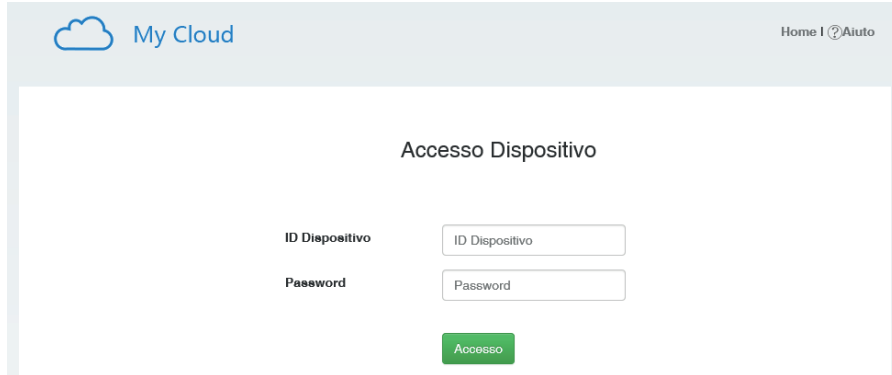 My Cloud
Home | ?Aiuto
Accesso Dispositivo
ID Dispositivo
ID Dispositivo
Password
Password
Accesso